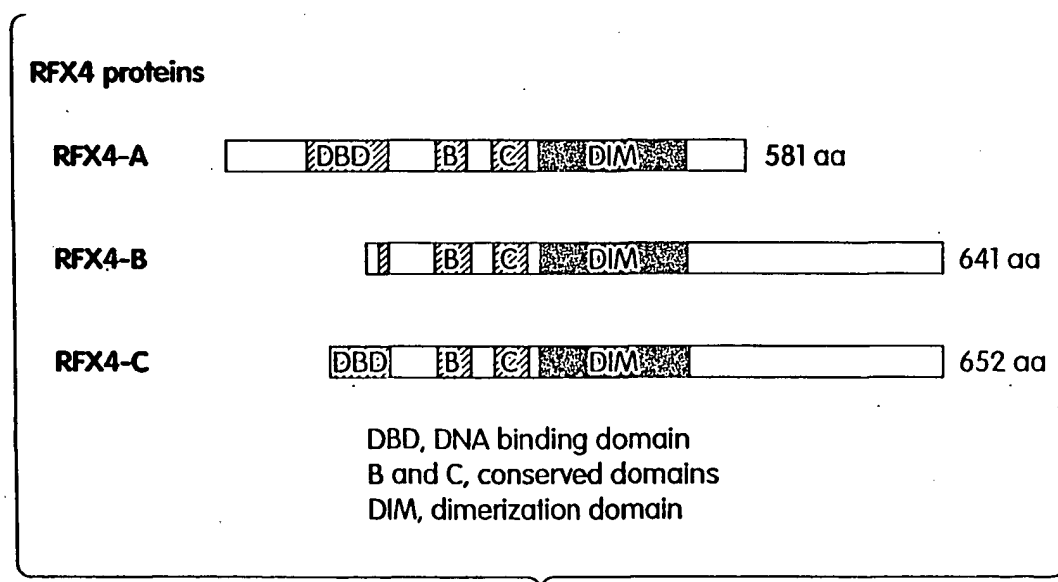 RFX4 proteins
RFX4-A DBD B C DIM 581 aa
RFX4-B B C DIM 641 aa
RFX4-C DBD B C DIM 652 aa
DBD, DNA binding domain
B and C, conserved domains
DIM, dimerization domain